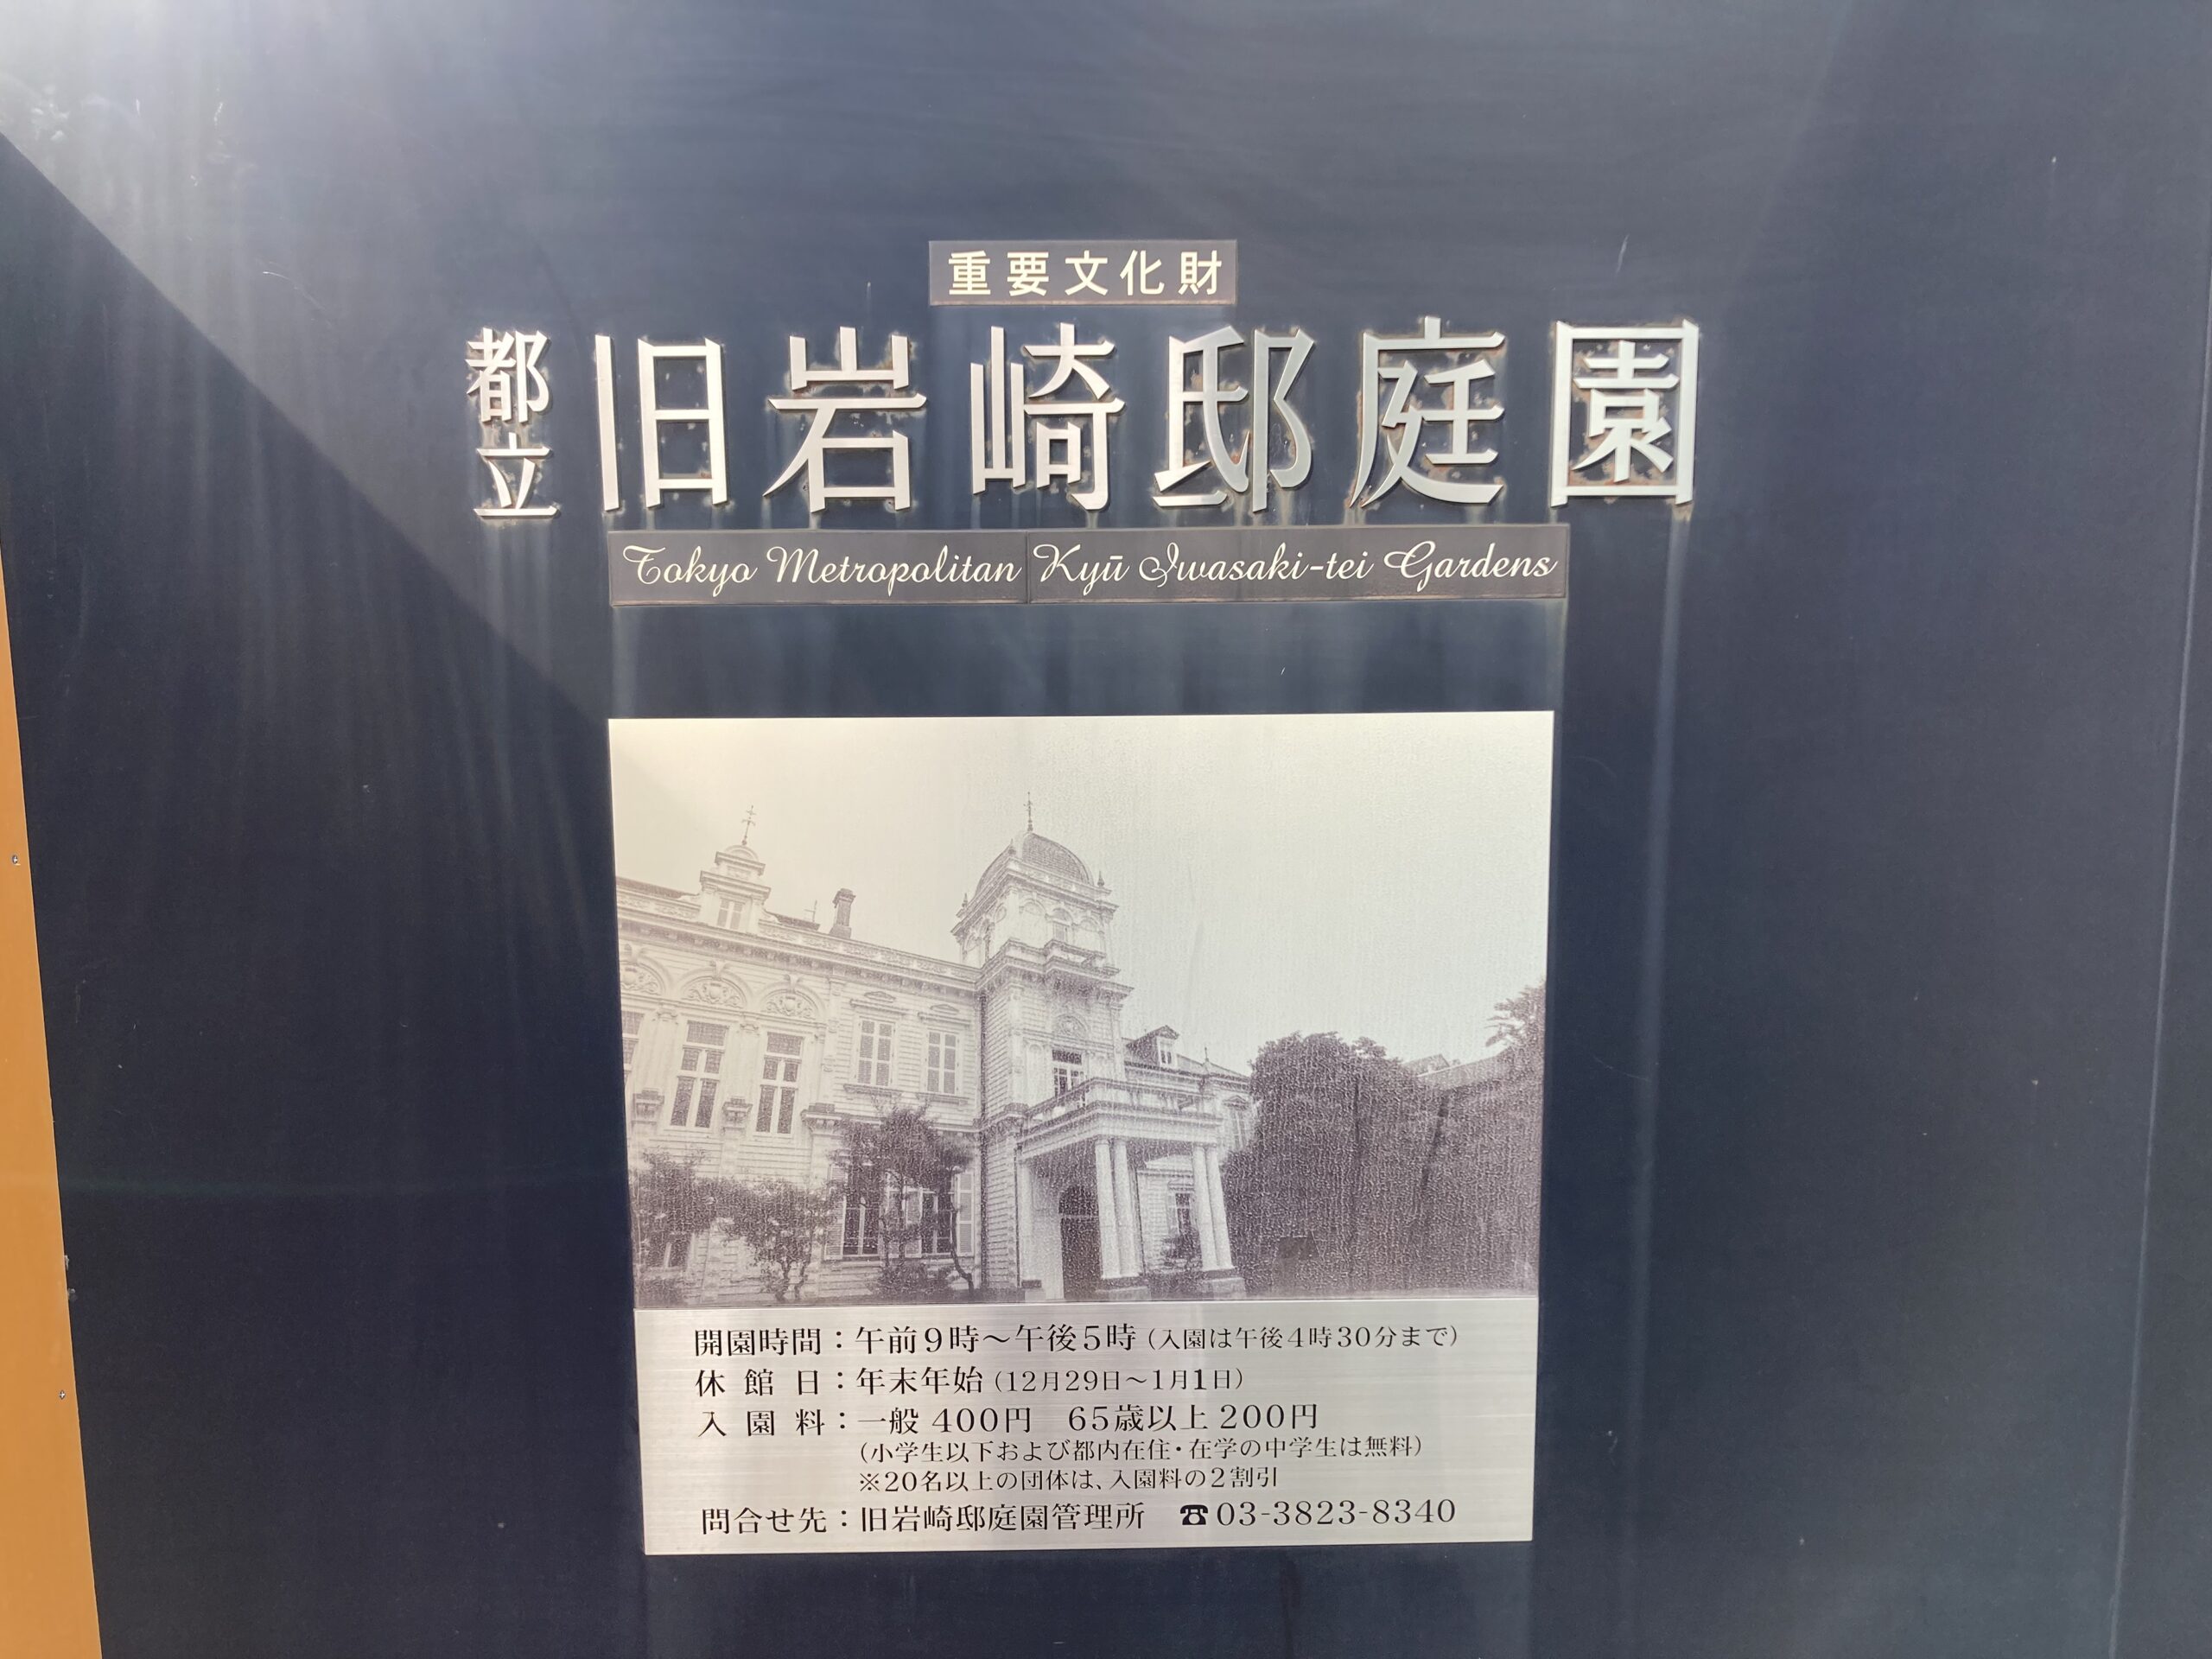 重要文化財
都立 旧岩崎邸庭園
Tokyo Metropolitan Kyū Iwasaki-tei Gardens
開園時間：午前9時～午後5時（入園は午後4時30分まで）
休館日：年末年始（12月29日～1月1日）
入園料：一般 400円　65歳以上 200円
（小学生以下および都内在住・在学の中学生は無料）
※20名以上の団体は、入園料の2割引
問合せ先：旧岩崎邸庭園管理所　☎03-3823-8340